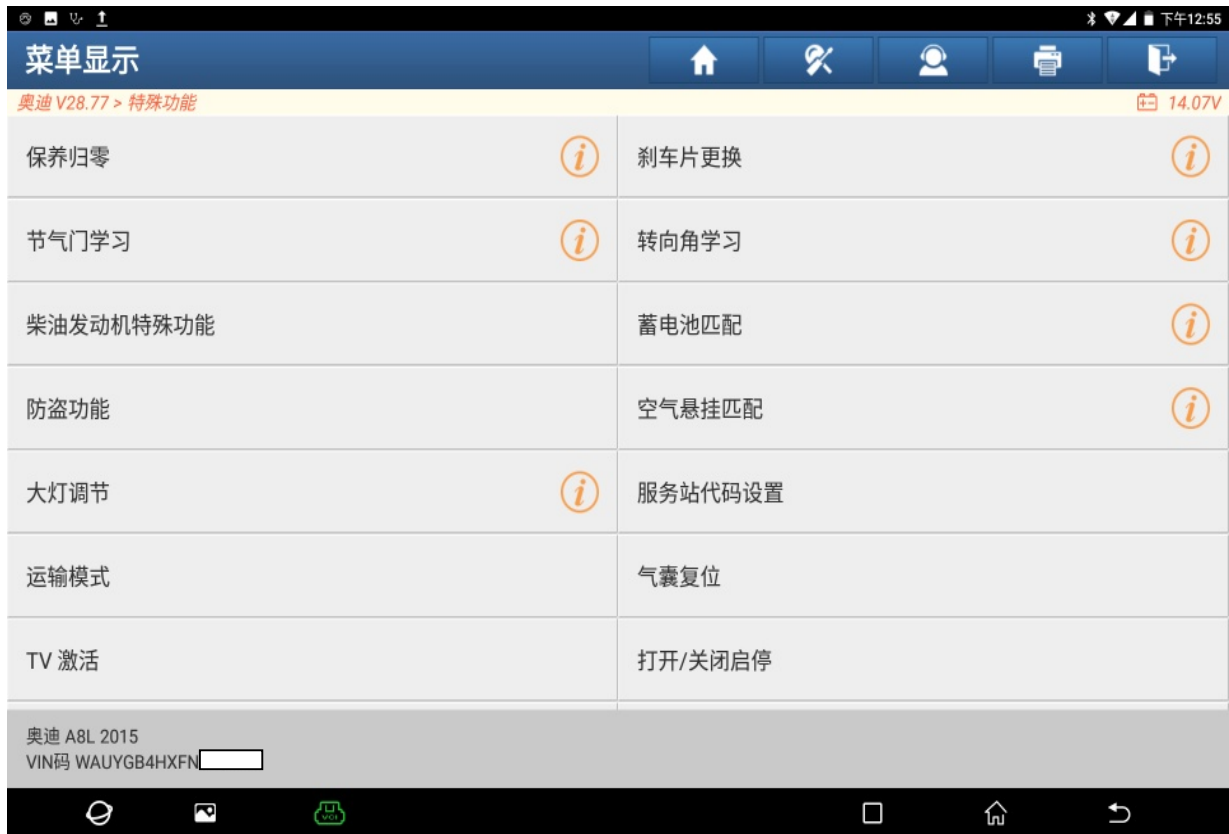 下午12:55
菜单显示
奥迪 V28.77 > 特殊功能
14.07V
保养归零
刹车片更换
节气门学习
转向角学习
柴油发动机特殊功能
蓄电池匹配
防盗功能
空气悬挂匹配
大灯调节
服务站代码设置
运输模式
气囊复位
TV 激活
打开/关闭启停
奥迪 A8L 2015
VIN码 WAUYGB4HXFN
VCI